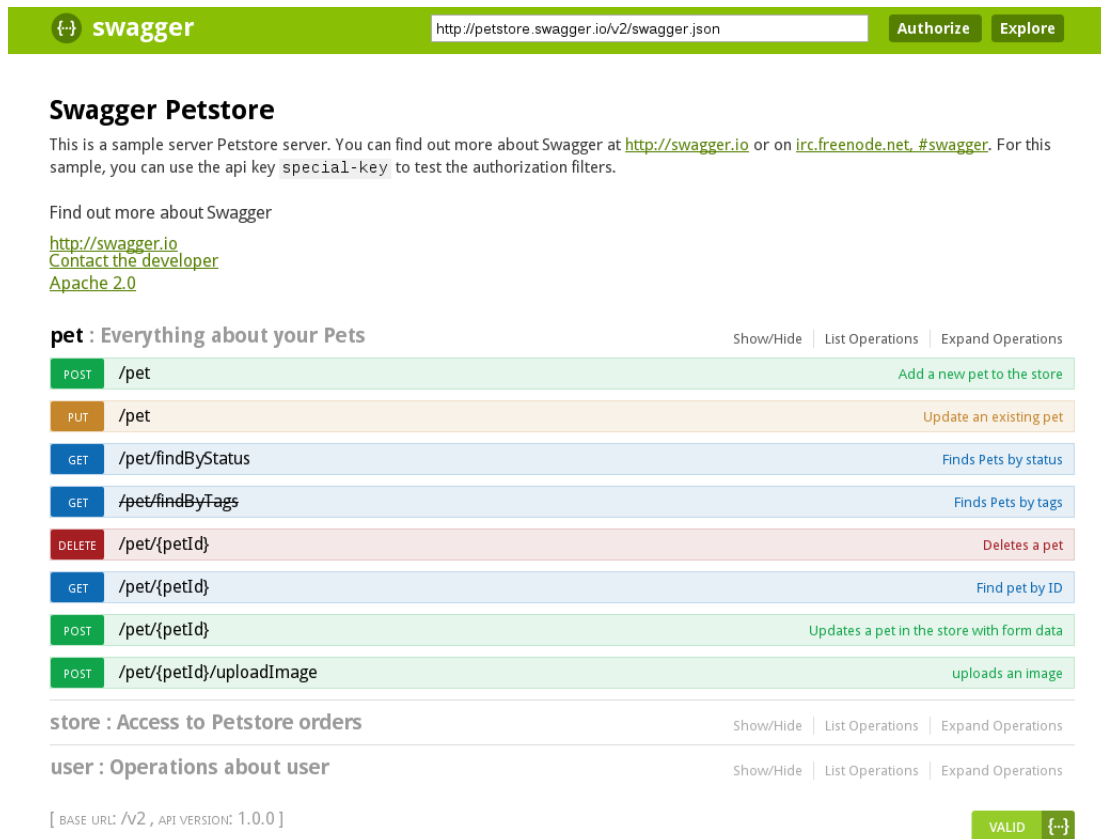 {···} swagger http://petstore.swagger.io/v2/swagger.json Authorize Explore
Swagger Petstore
This is a sample server Petstore server. You can find out more about Swagger at http://swagger.io or on irc.freenode.net, #swagger. For this
sample, you can use the api key special-key to test the authorization filters.
Find out more about Swagger
http://swagger.io
Contact the developer
Apache 2.0
pet : Everything about your Pets Show/Hide List Operations Expand Operations
POST /pet Add a new pet to the store
PUT /pet Update an existing pet
GET /pet/findByStatus Finds Pets by status
GET /pet/findByTags Finds Pets by tags
DELETE /pet/{petId} Deletes a pet
GET /pet/{petId} Find pet by ID
POST /pet/{petId} Updates a pet in the store with form data
POST /pet/{petId}/uploadImage uploads an image
store : Access to Petstore orders Show/Hide List Operations Expand Operations
user : Operations about user Show/Hide List Operations Expand Operations
[ BASE URL: /v2 , API VERSION: 1.0.0 ] VALID {···}